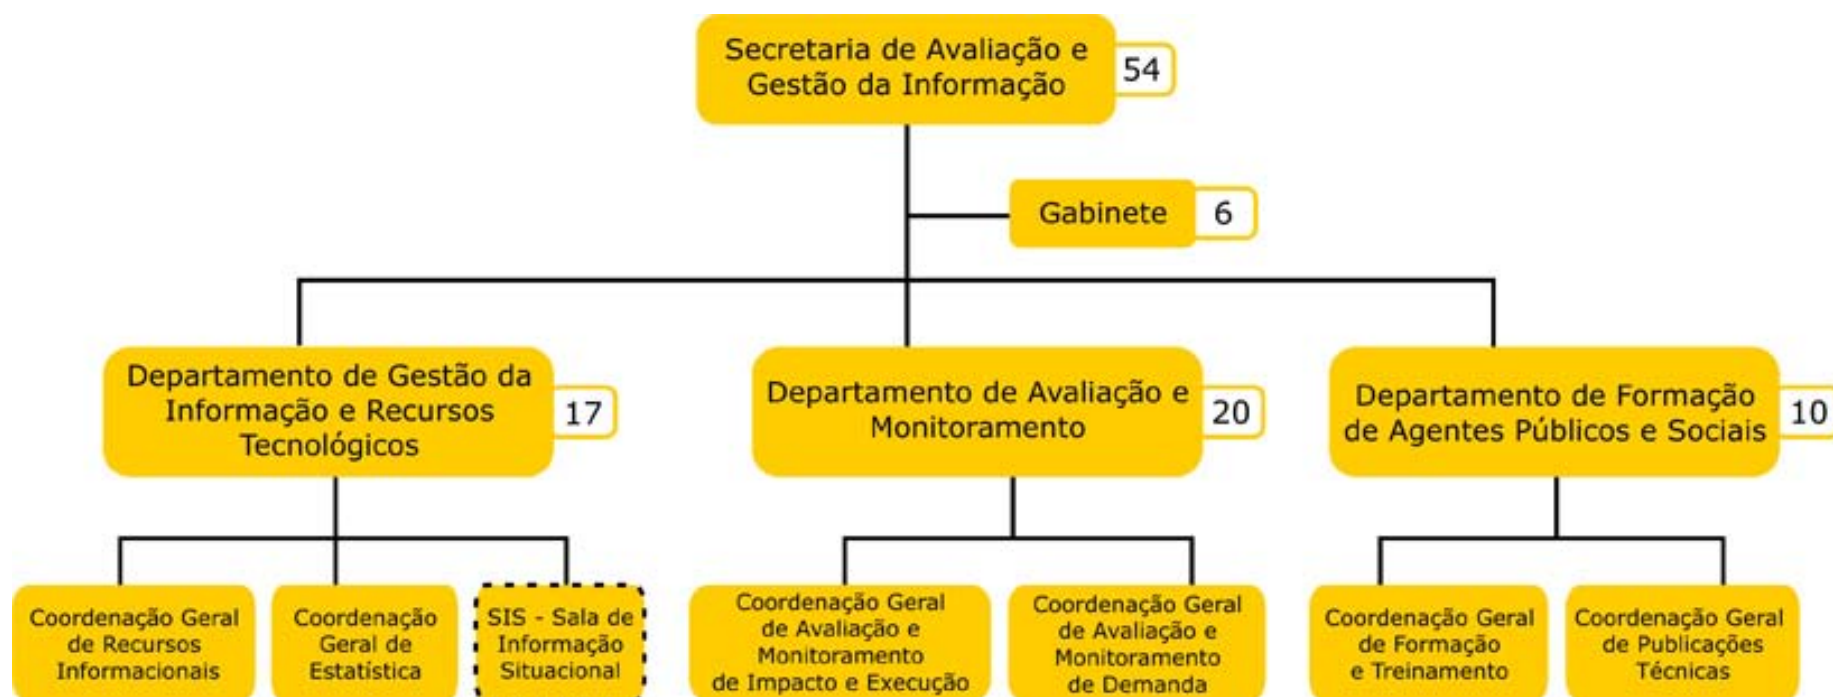 Secretaria de Avaliação e
Gestão da Informação
54
Gabinete
6
Departamento de Gestão da
Informação e Recursos
Tecnológicos
17
Departamento de Avaliação e
Monitoramento
20
Departamento de Formação
de Agentes Públicos e Sociais
10
Coordenação Geral
de Recursos
Informacionais
Coordenação
Geral de
Estatística
SIS - Sala de
Informação
Situacional
Coordenação Geral
de Avaliação e
Monitoramento
de Impacto e Execução
Coordenação Geral
de Avaliação e
Monitoramento
de Demanda
Coordenação Geral
de Formação
e Treinamento
Coordenação Geral
de Publicações
Técnicas